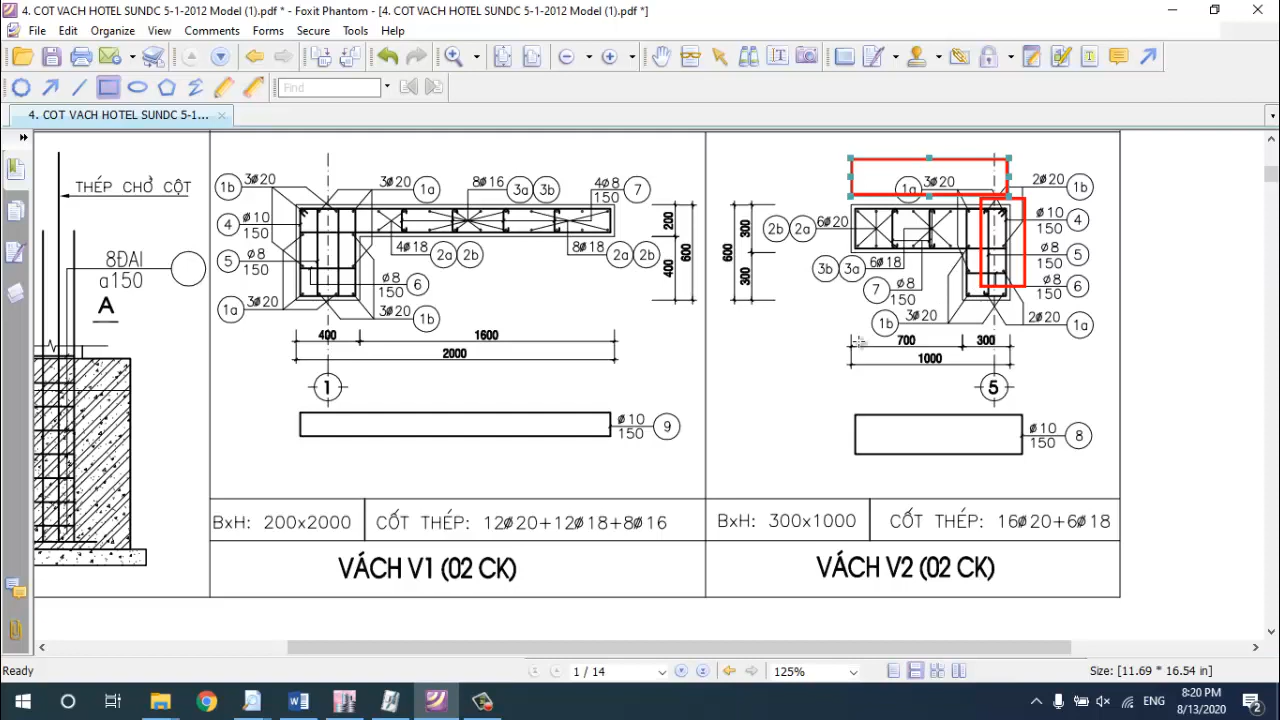 4. COT VACH HOTEL SUNDC 5-1-2012 Model (1).pdf * - Foxit Phantom - [4. COT VACH HOTEL SUNDC 5-1-2012 Model (1).pdf *]
File Edit Organize View Comments Forms Secure Tools Help
Find
4. COT VACH HOTEL SUNDC 5-1...
THÉP CHỜ CỘT
8ĐAI
a150
A
1b 3Ø20
3Ø20 1a
8Ø16 3a 3b
4Ø8 7
4 Ø10
150
5 Ø8
150
4Ø18 2a 2b
8Ø18 2a 2b
Ø8
150 6
1a 3Ø20
3Ø20 1b
200
400
600
400 1600
2000
1
Ø10
150 9
BxH: 200x2000 CỐT THÉP: 12Ø20+12Ø18+8Ø16
VÁCH V1 (02 CK)
1a 3Ø20
2Ø20 1b
2b 2a 6Ø20
Ø10
150 4
Ø8
150 5
3b 3a 6Ø18
7 Ø8
150
Ø8
150 6
1b 3Ø20
2Ø20 1a
300
300
600
700 300
1000
5
Ø10
150 8
BxH: 300x1000 CỐT THÉP: 16Ø20+6Ø18
VÁCH V2 (02 CK)
Ready 1 / 14 125% Size: [11.69 * 16.54 in]
ENG 8:20 PM
8/13/2020 2